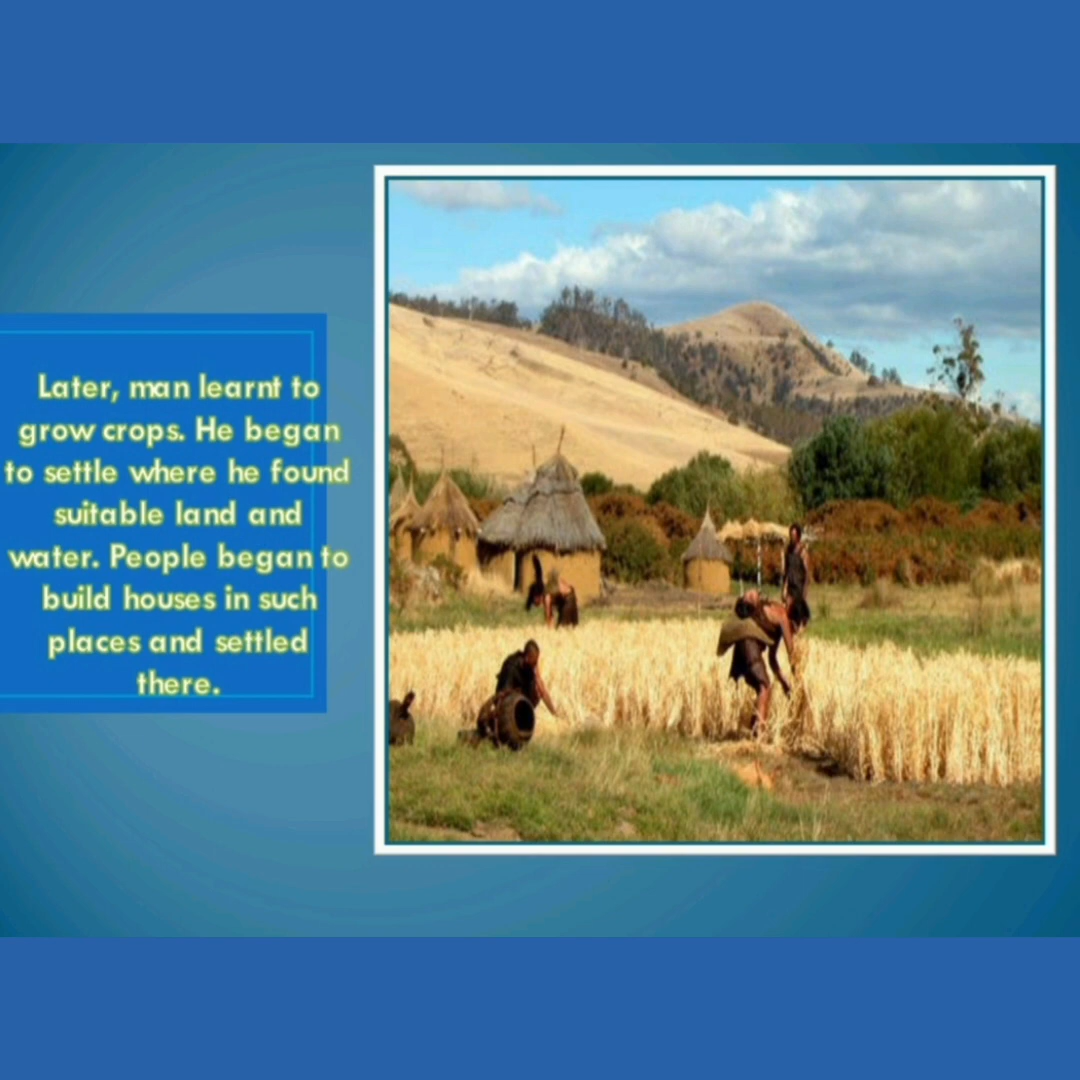 Later, man learnt to
grow crops. He began
to settle where he found
suitable land and
water. People began to
build houses in such
places and settled
there.